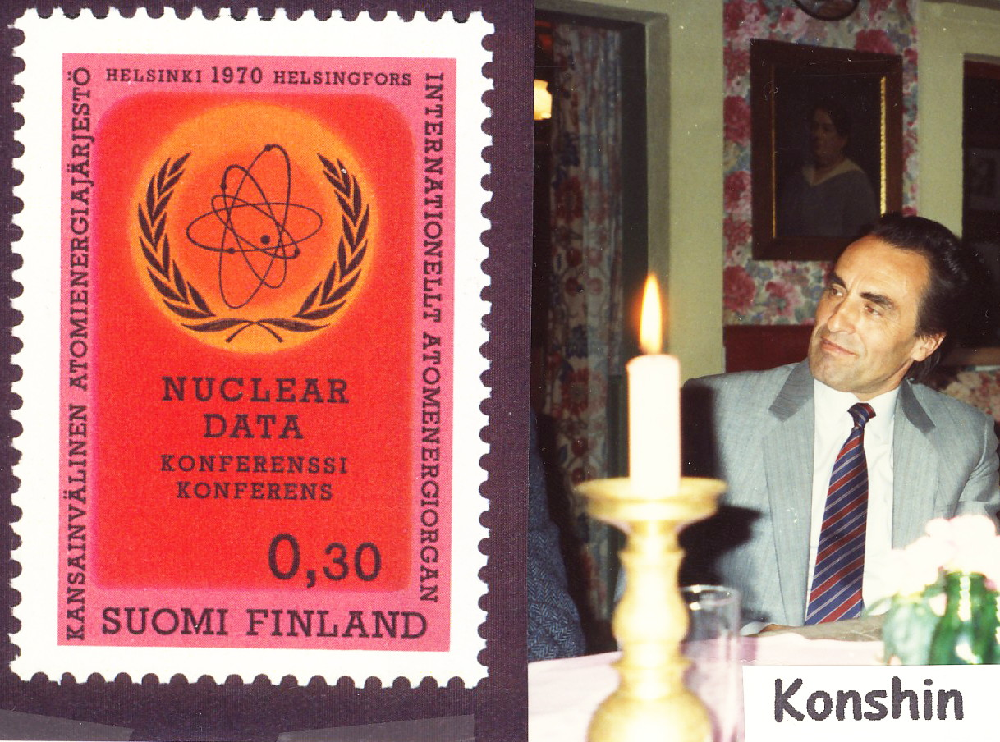 HELSINKI 1970 HELSINGFORS
KANSAINVÄLINEN ATOMIENERGIAJÄRJESTÖ
INTERNATIONELLT ATOMENERGIORGAN
NUCLEAR
DATA
KONFERENSSI
KONFERENS
0,30
SUOMI FINLAND
Konshin